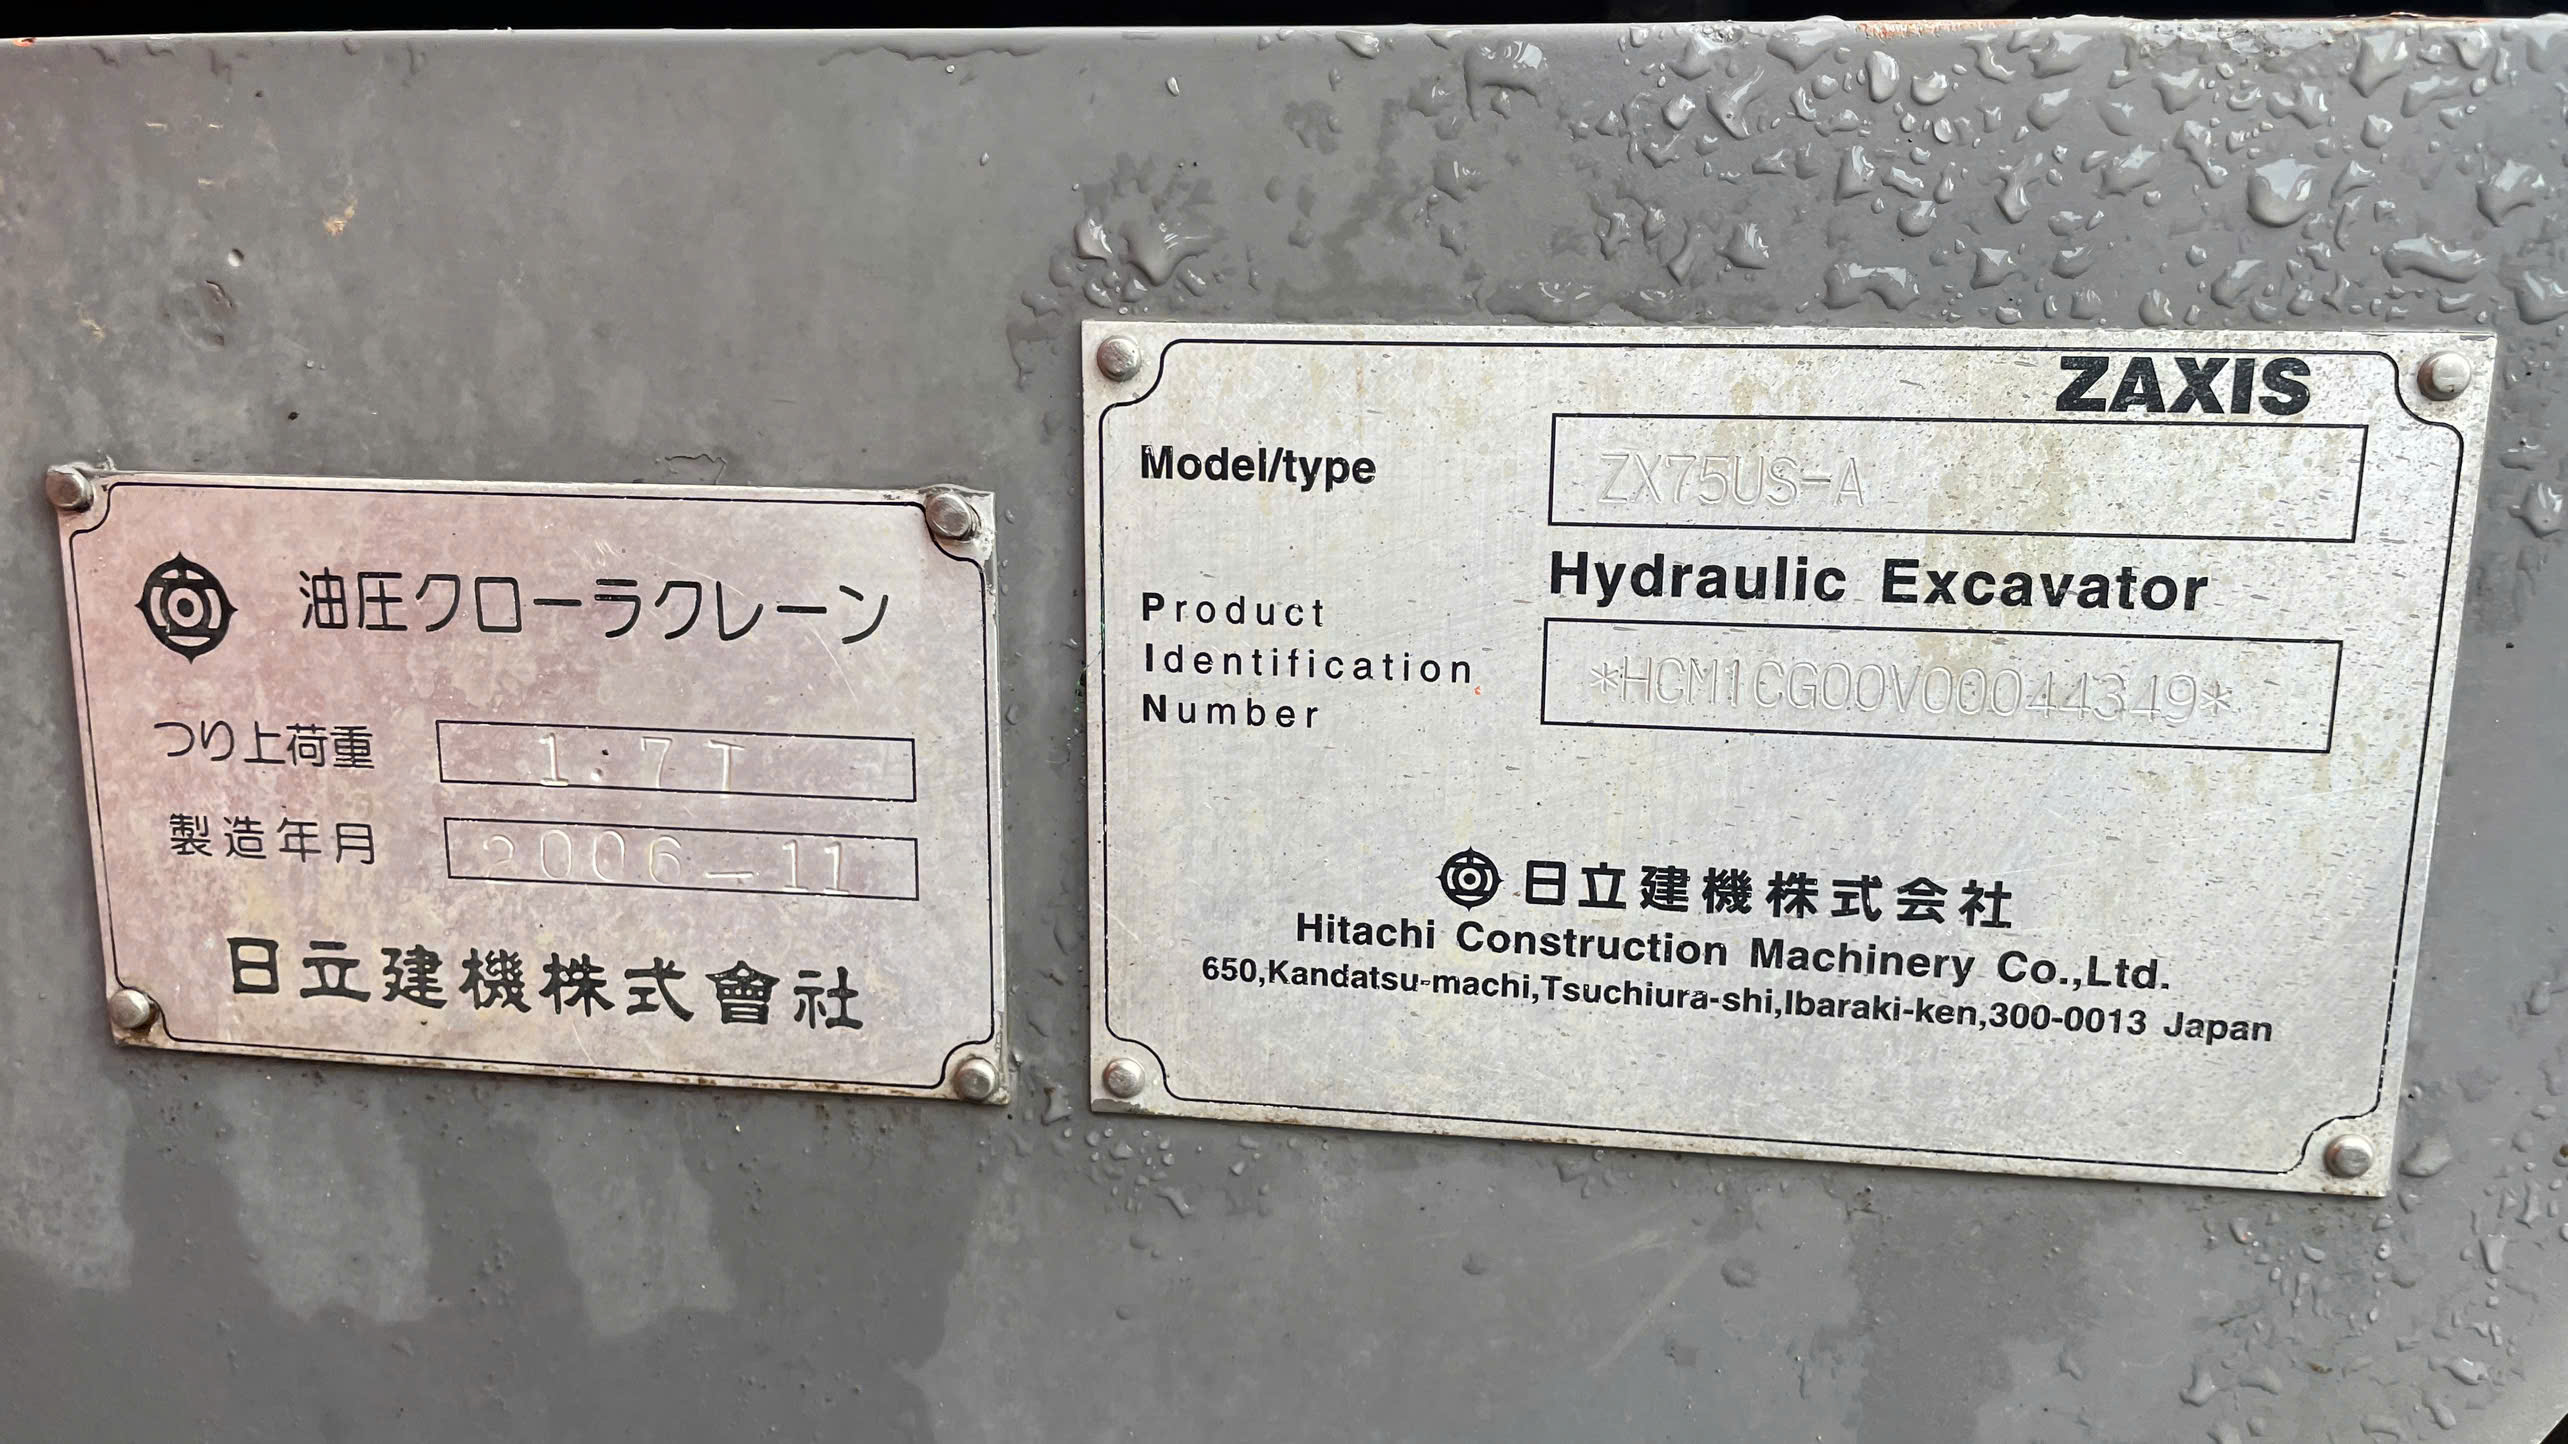 油圧クローラクレーン
つり上荷重 1.7T
製造年月 2006-11
日立建機株式會社
ZAXIS
Model/type ZX75US-A
Hydraulic Excavator
Product
Identification
Number
*HCM1CG00V00044349*
日立建機株式会社
Hitachi Construction Machinery Co.,Ltd.
650,Kandatsu-machi,Tsuchiura-shi,Ibaraki-ken,300-0013 Japan